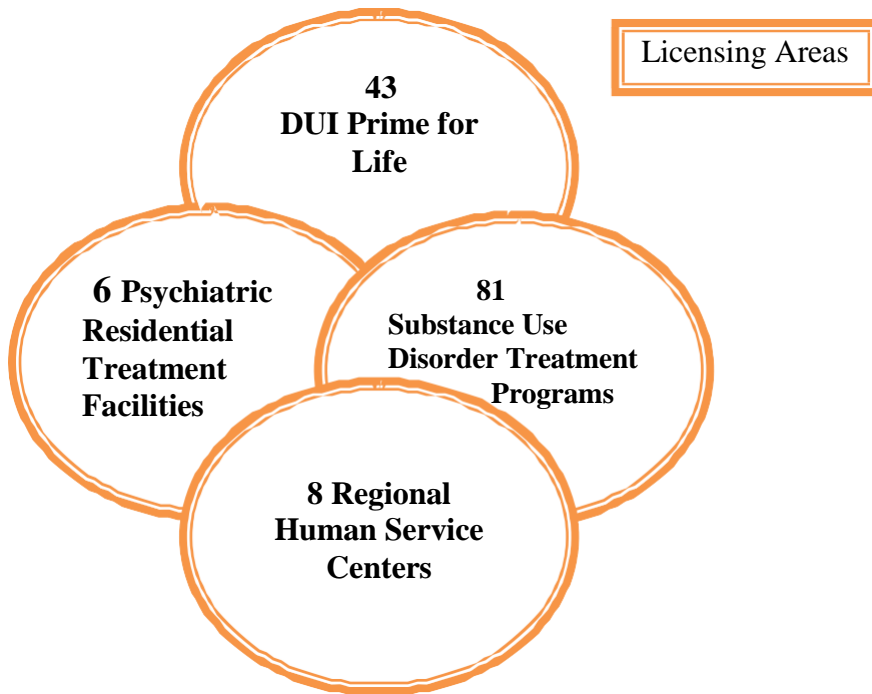 Licensing Areas
43
DUI Prime for
Life
6 Psychiatric
Residential
Treatment
Facilities
81
Substance Use
Disorder Treatment
Programs
8 Regional
Human Service
Centers